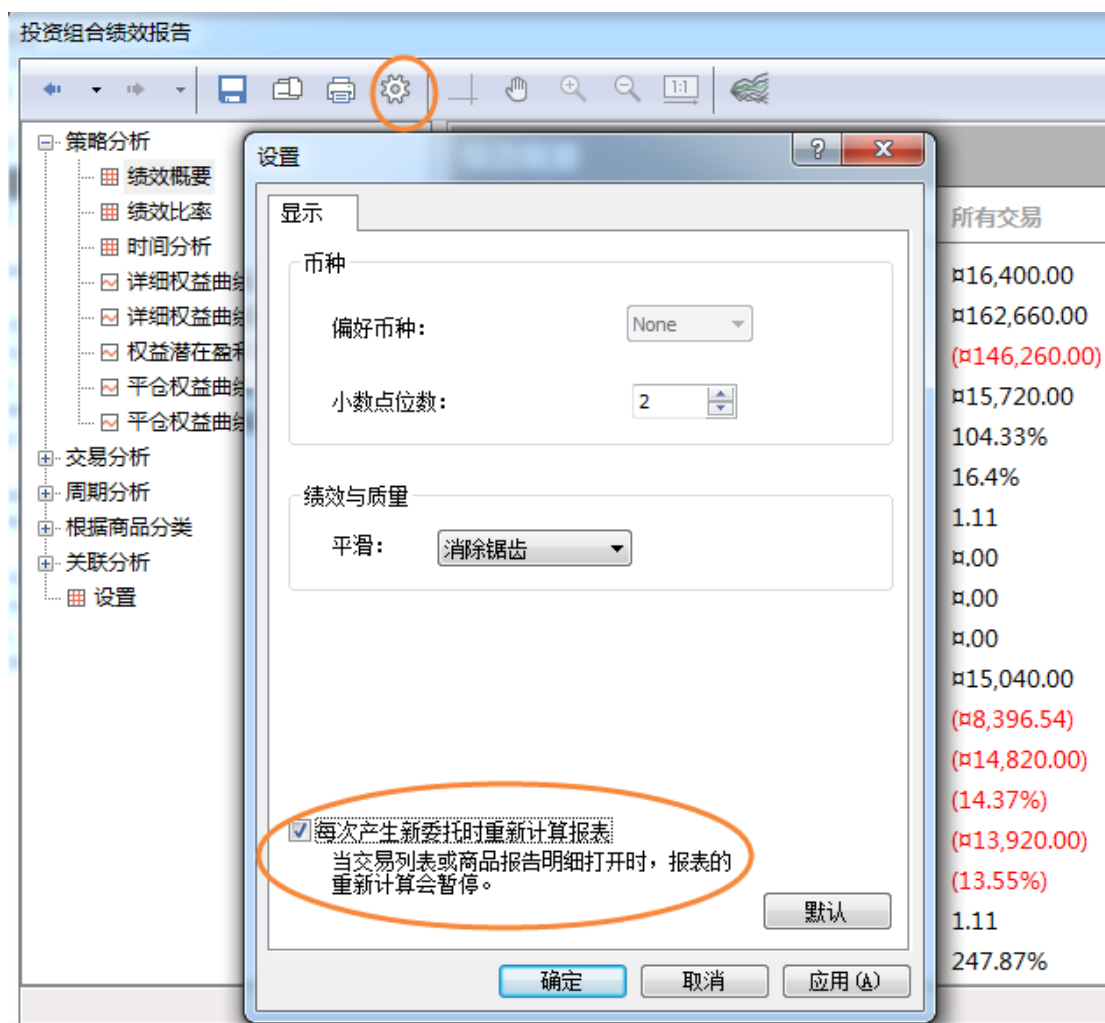 投资组合绩效报告
1:1
策略分析
绩效概要
绩效比率
时间分析
详细权益曲线
详细权益曲线
权益潜在盈利
平仓权益曲线
平仓权益曲线
交易分析
周期分析
根据商品分类
关联分析
设置
设置
?
显示
币种
偏好币种：
None
小数点位数：
2
绩效与质量
平滑：
消除锯齿
每次产生新委托时重新计算报表
当交易列表或商品报告明细打开时，报表的
重新计算会暂停。
默认
确定
取消
应用(A)
所有交易
¤16,400.00
¤162,660.00
(¤146,260.00)
¤15,720.00
104.33%
16.4%
1.11
¤.00
¤.00
¤.00
¤15,040.00
(¤8,396.54)
(¤14,820.00)
(14.37%)
(¤13,920.00)
(13.55%)
1.11
247.87%